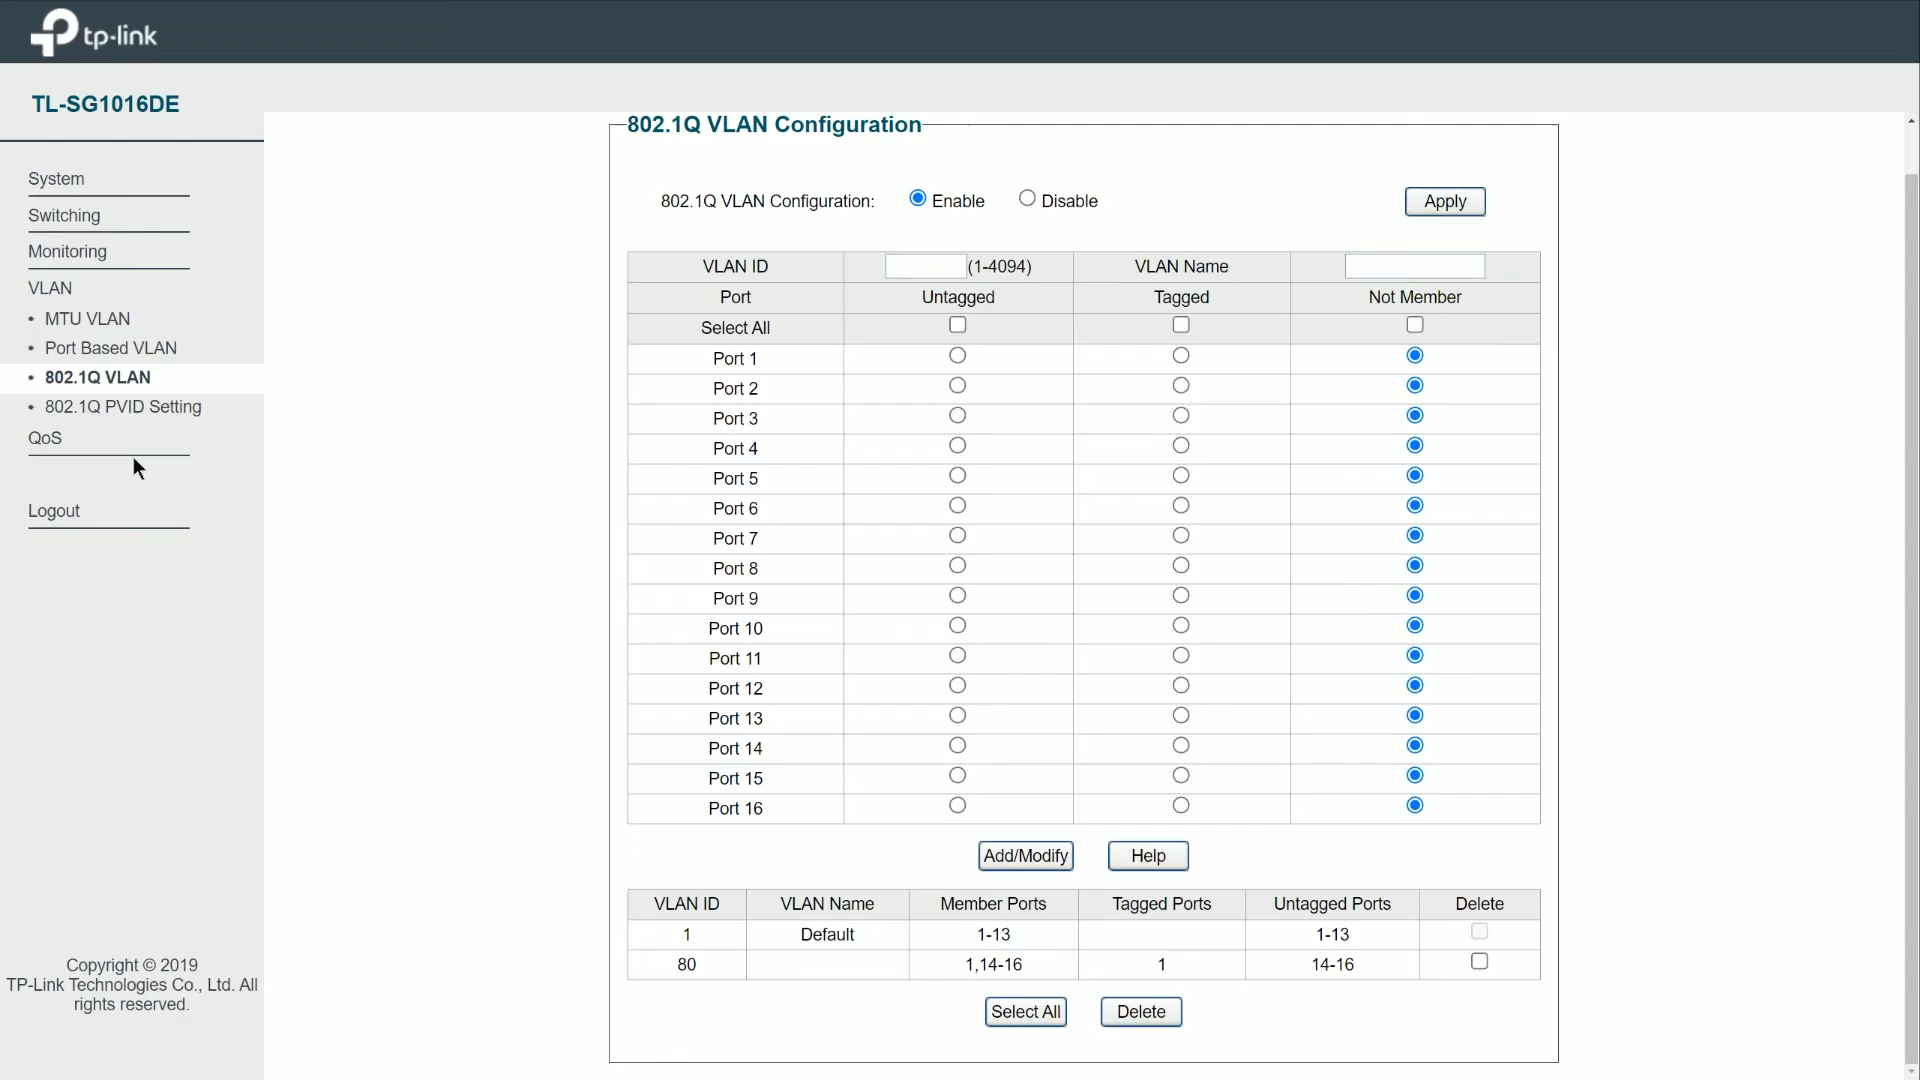 tp-link
TL-SG1016DE
System
Switching
Monitoring
VLAN
• MTU VLAN
• Port Based VLAN
• 802.1Q VLAN
• 802.1Q PVID Setting
QoS
Logout
Copyright © 2019
TP-Link Technologies Co., Ltd. All
rights reserved.
802.1Q VLAN Configuration
802.1Q VLAN Configuration: Enable Disable Apply
VLAN ID (1-4094) VLAN Name
Port Untagged Tagged Not Member
Select All
Port 1
Port 2
Port 3
Port 4
Port 5
Port 6
Port 7
Port 8
Port 9
Port 10
Port 11
Port 12
Port 13
Port 14
Port 15
Port 16
Add/Modify Help
VLAN ID VLAN Name Member Ports Tagged Ports Untagged Ports Delete
1 Default 1-13 1-13
80 1,14-16 1 14-16
Select All Delete